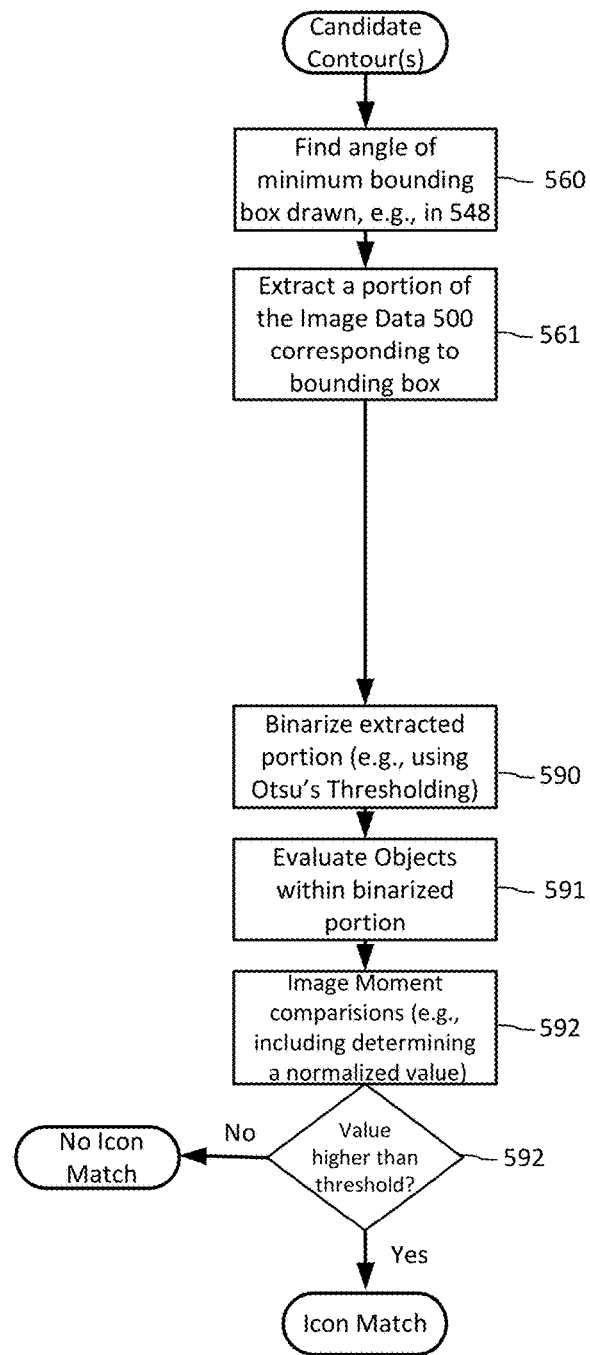 Candidate
Contour(s)
Find angle of
minimum bounding
box drawn, e.g., in 548
560
Extract a portion of
the Image Data 500
corresponding to
bounding box
561
Binarize extracted
portion (e.g., using
Otsu's Thresholding)
590
Evaluate Objects
within binarized
portion
591
Image Moment
comparisions (e.g.,
including determining
a normalized value)
592
Value
higher than
threshold?
592
No
No Icon
Match
Yes
Icon Match